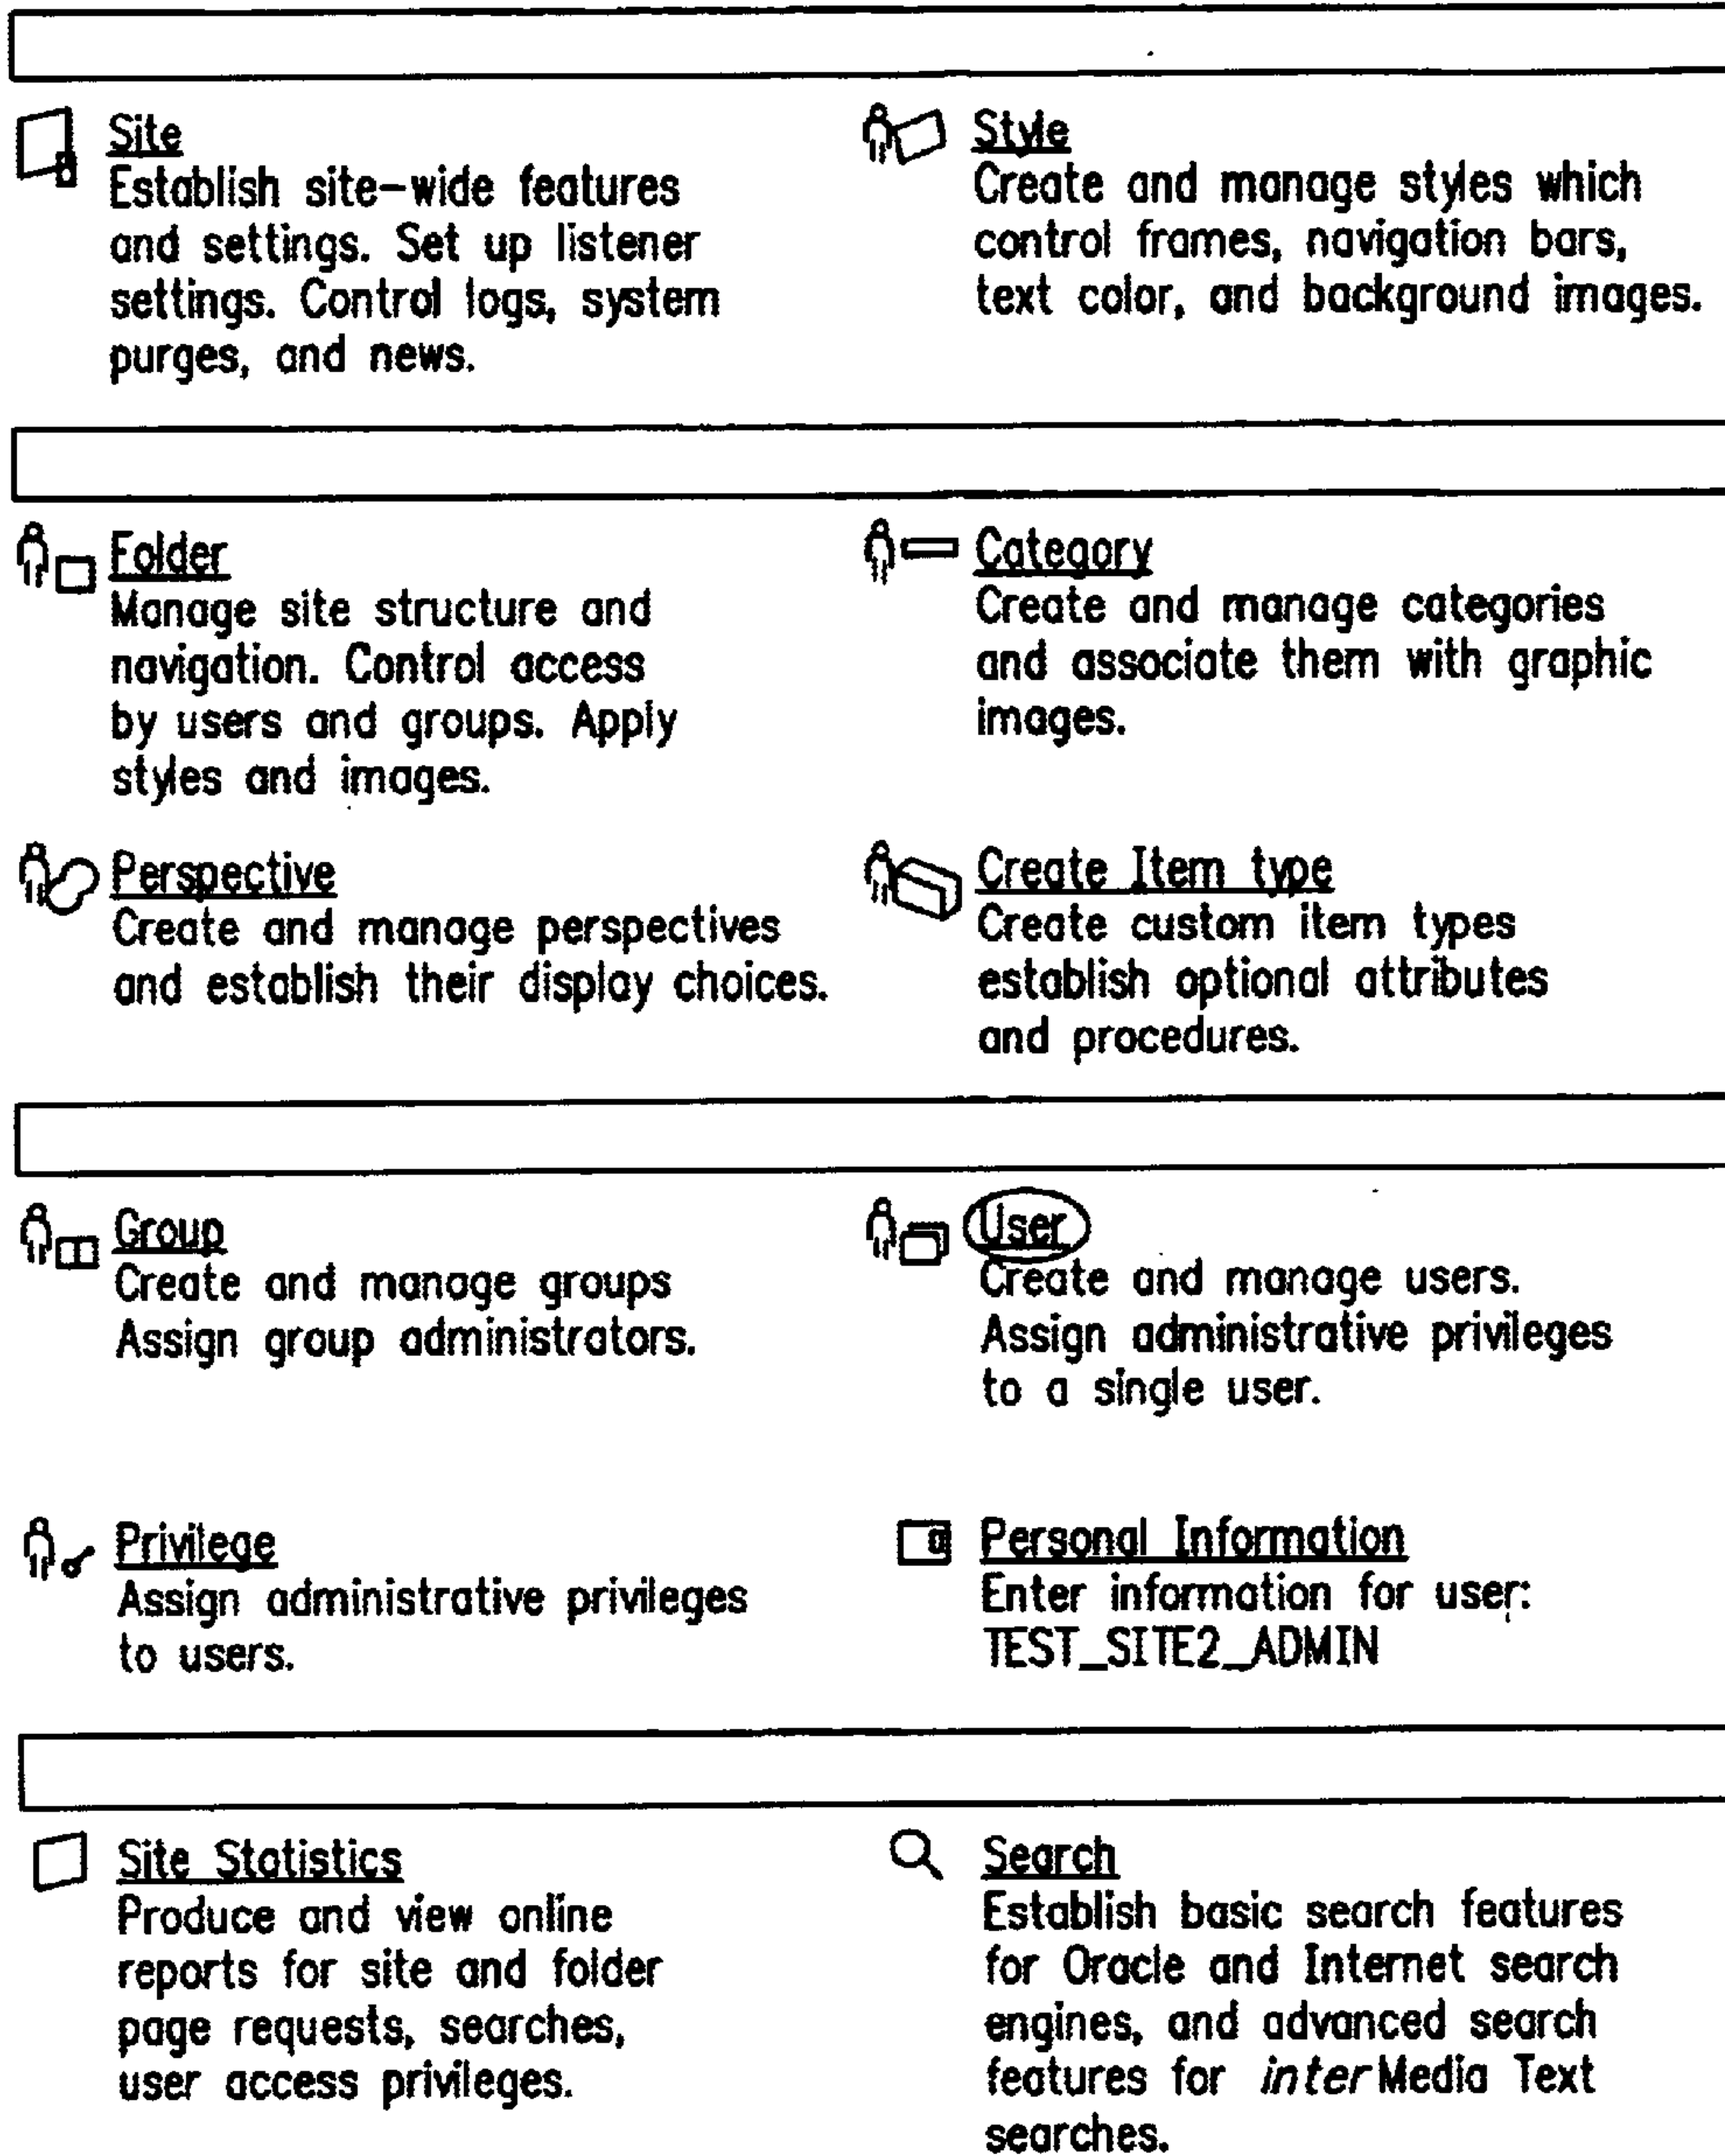 Site
Establish site-wide features
and settings. Set up listener
settings. Control logs, system
purges, and news.
Style
Create and manage styles which
control frames, navigation bars,
text color, and background images.
Folder
Manage site structure and
navigation. Control access
by users and groups. Apply
styles and images.
Category
Create and manage categories
and associate them with graphic
images.
Perspective
Create and manage perspectives
and establish their display choices.
Create Item type
Create custom item types
establish optional attributes
and procedures.
Group
Create and manage groups
Assign group administrators.
User
Create and manage users.
Assign administrative privileges
to a single user.
Privilege
Assign administrative privileges
to users.
Personal Information
Enter information for user:
TEST_SITE2_ADMIN
Site Statistics
Produce and view online
reports for site and folder
page requests, searches,
user access privileges.
Search
Establish basic search features
for Oracle and Internet search
engines, and advanced search
features for interMedia Text
searches.